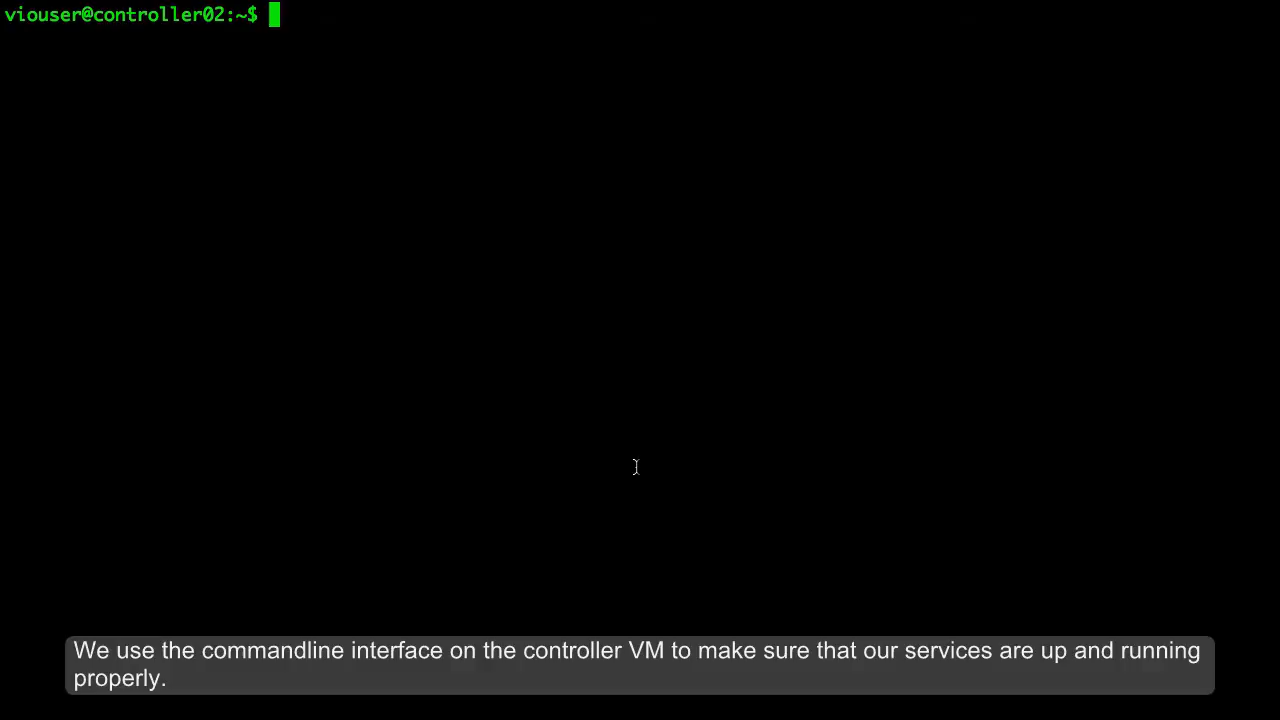 viouser@controller02:~$
We use the commandline interface on the controller VM to make sure that our services are up and running
properly.